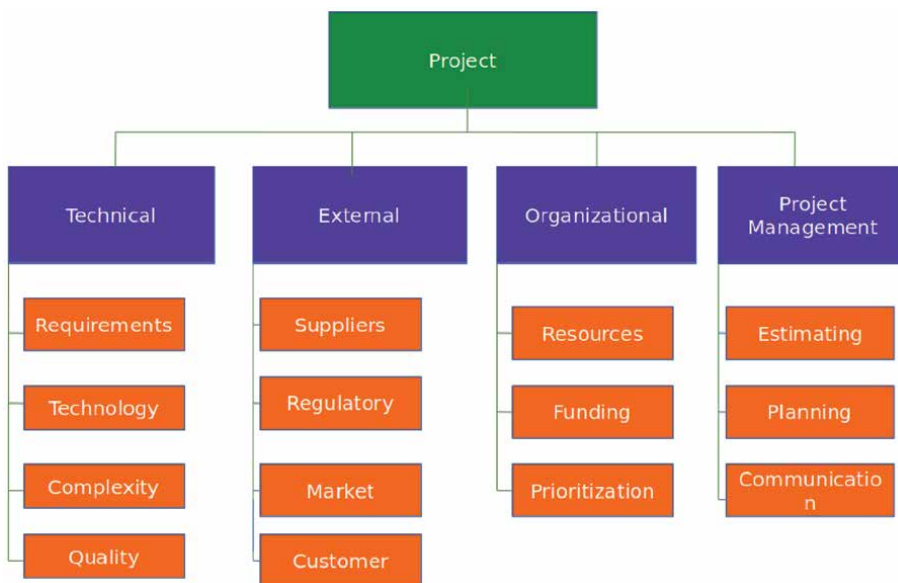 Project
Technical
External
Organizational
Project
Management
Requirements
Technology
Complexity
Quality
Suppliers
Regulatory
Market
Customer
Resources
Funding
Prioritization
Estimating
Planning
Communicatio
n